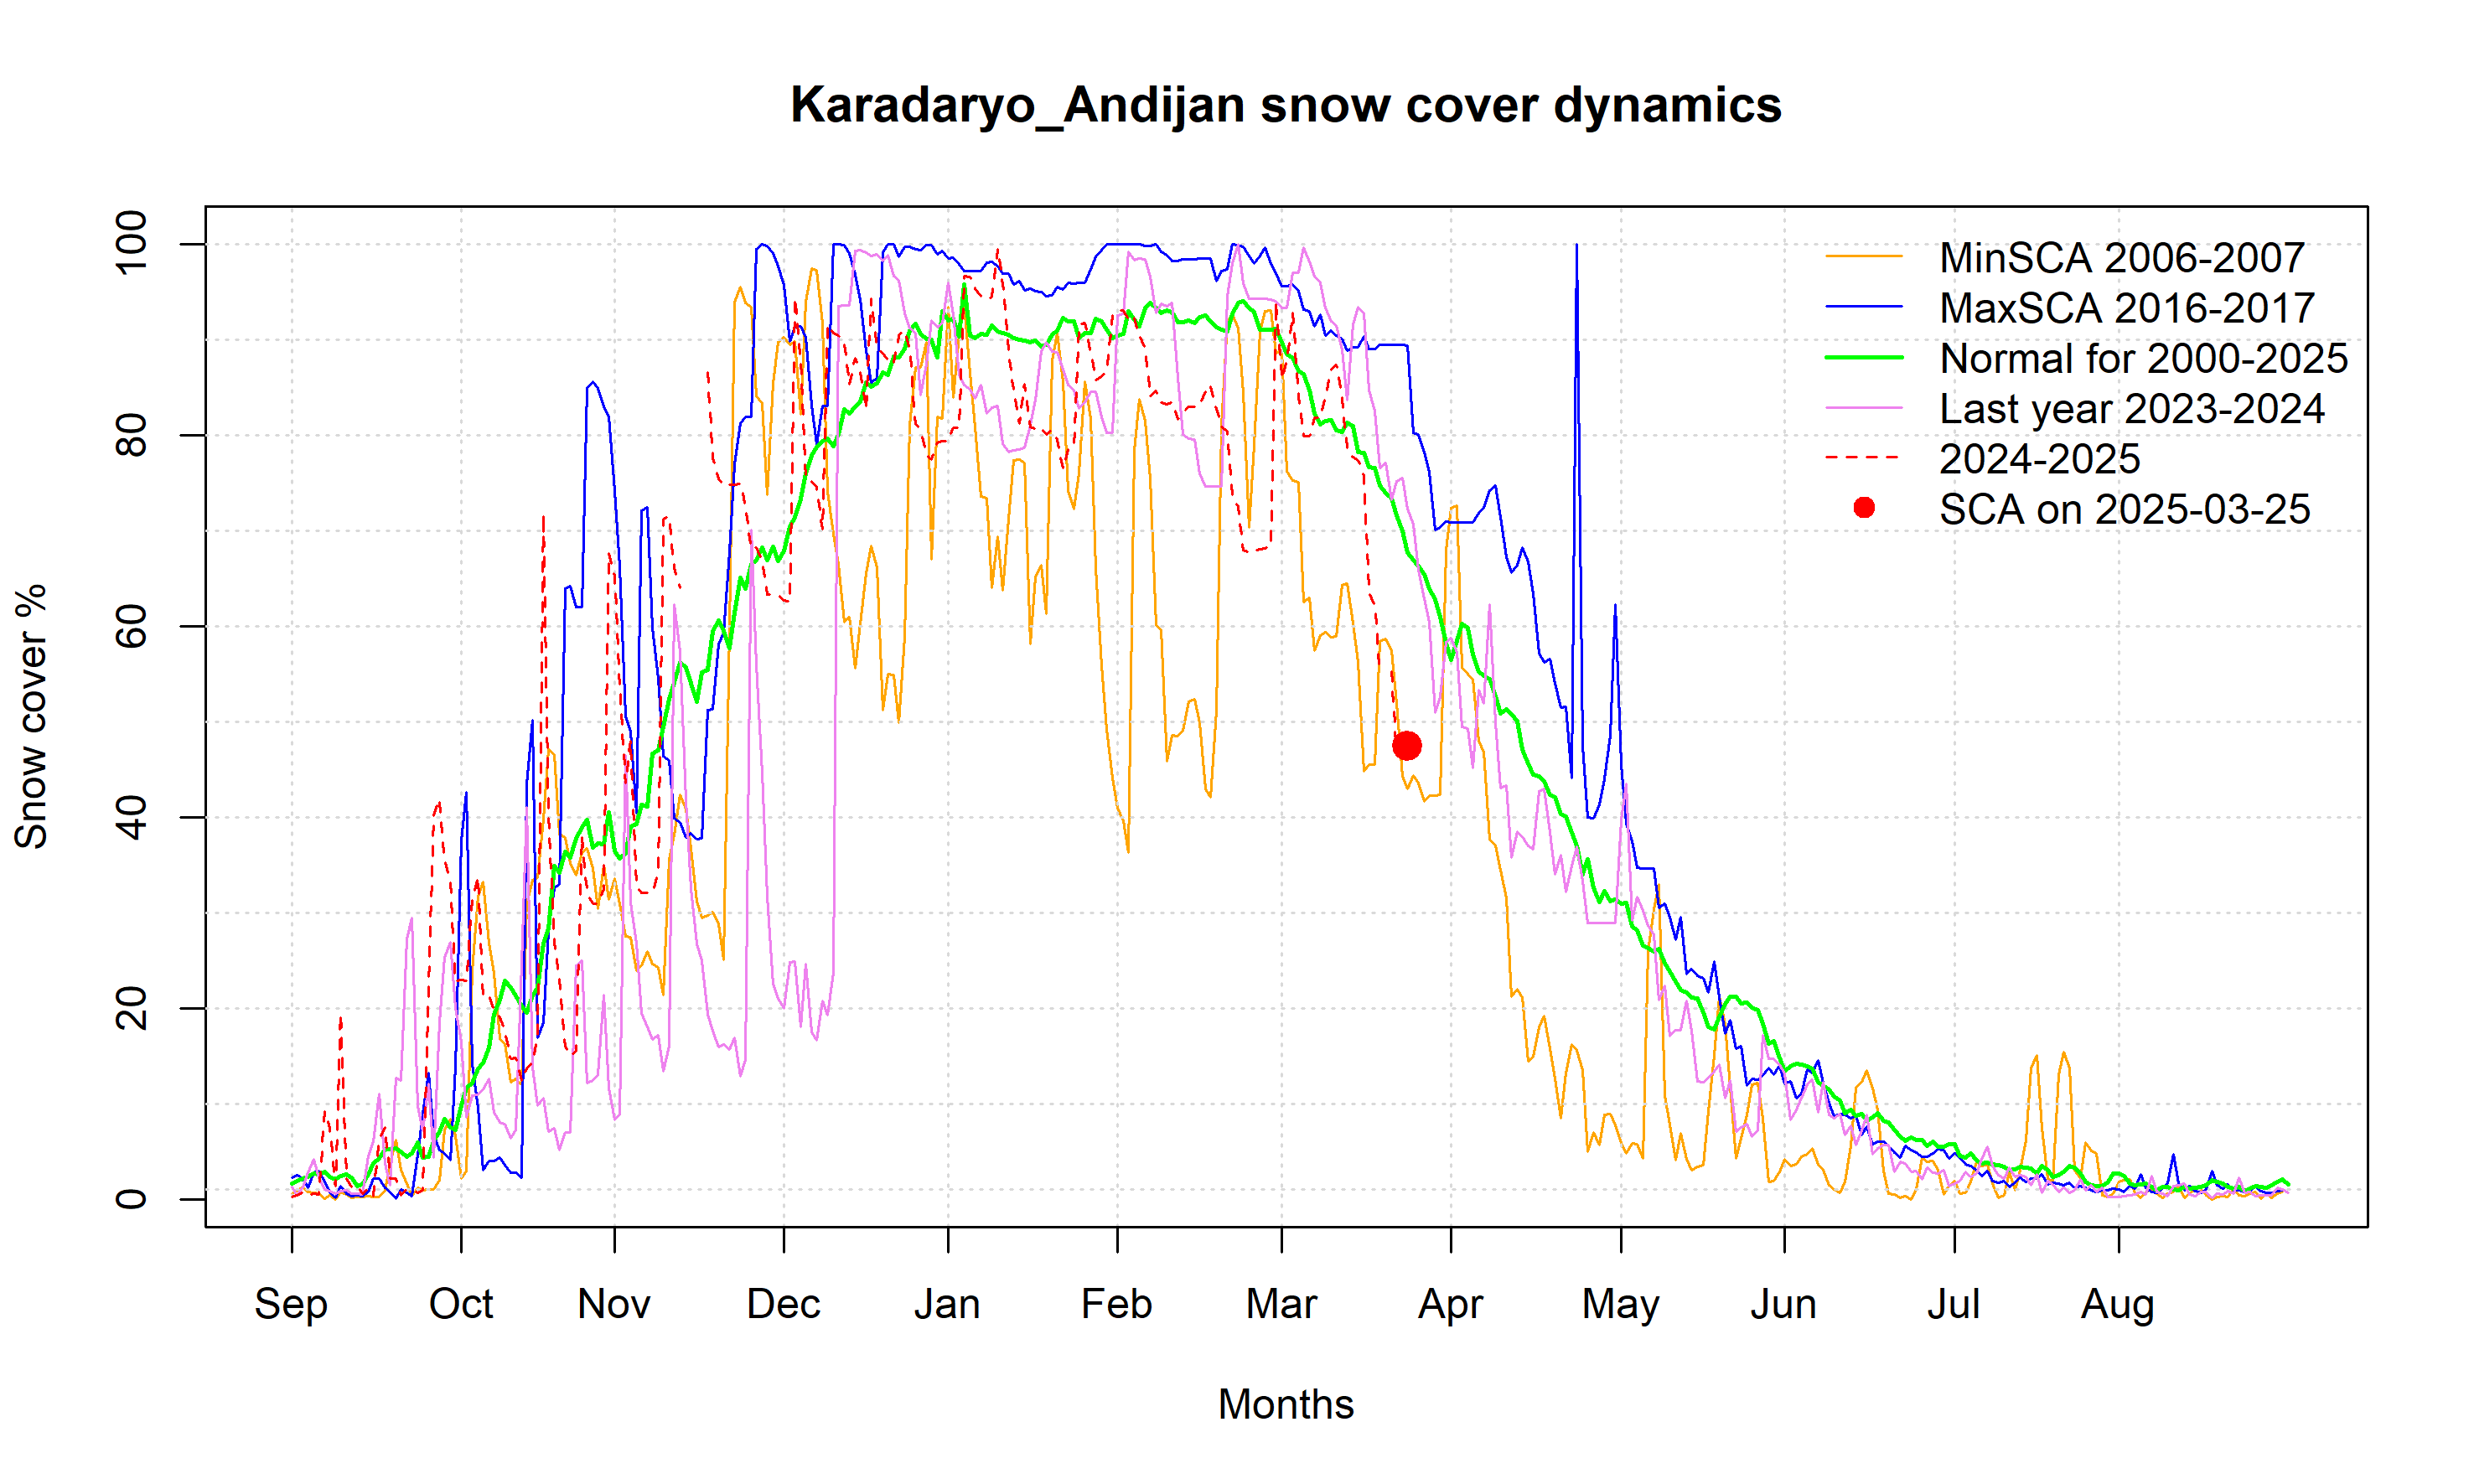 Karadaryo_Andijan snow cover dynamics
MinSCA 2006-2007
MaxSCA 2016-2017
Normal for 2000-2025
Last year 2023-2024
2024-2025
SCA on 2025-03-25
Snow cover %
100
80
60
40
20
0
Sep Oct Nov Dec Jan Feb Mar Apr May Jun Jul Aug
Months